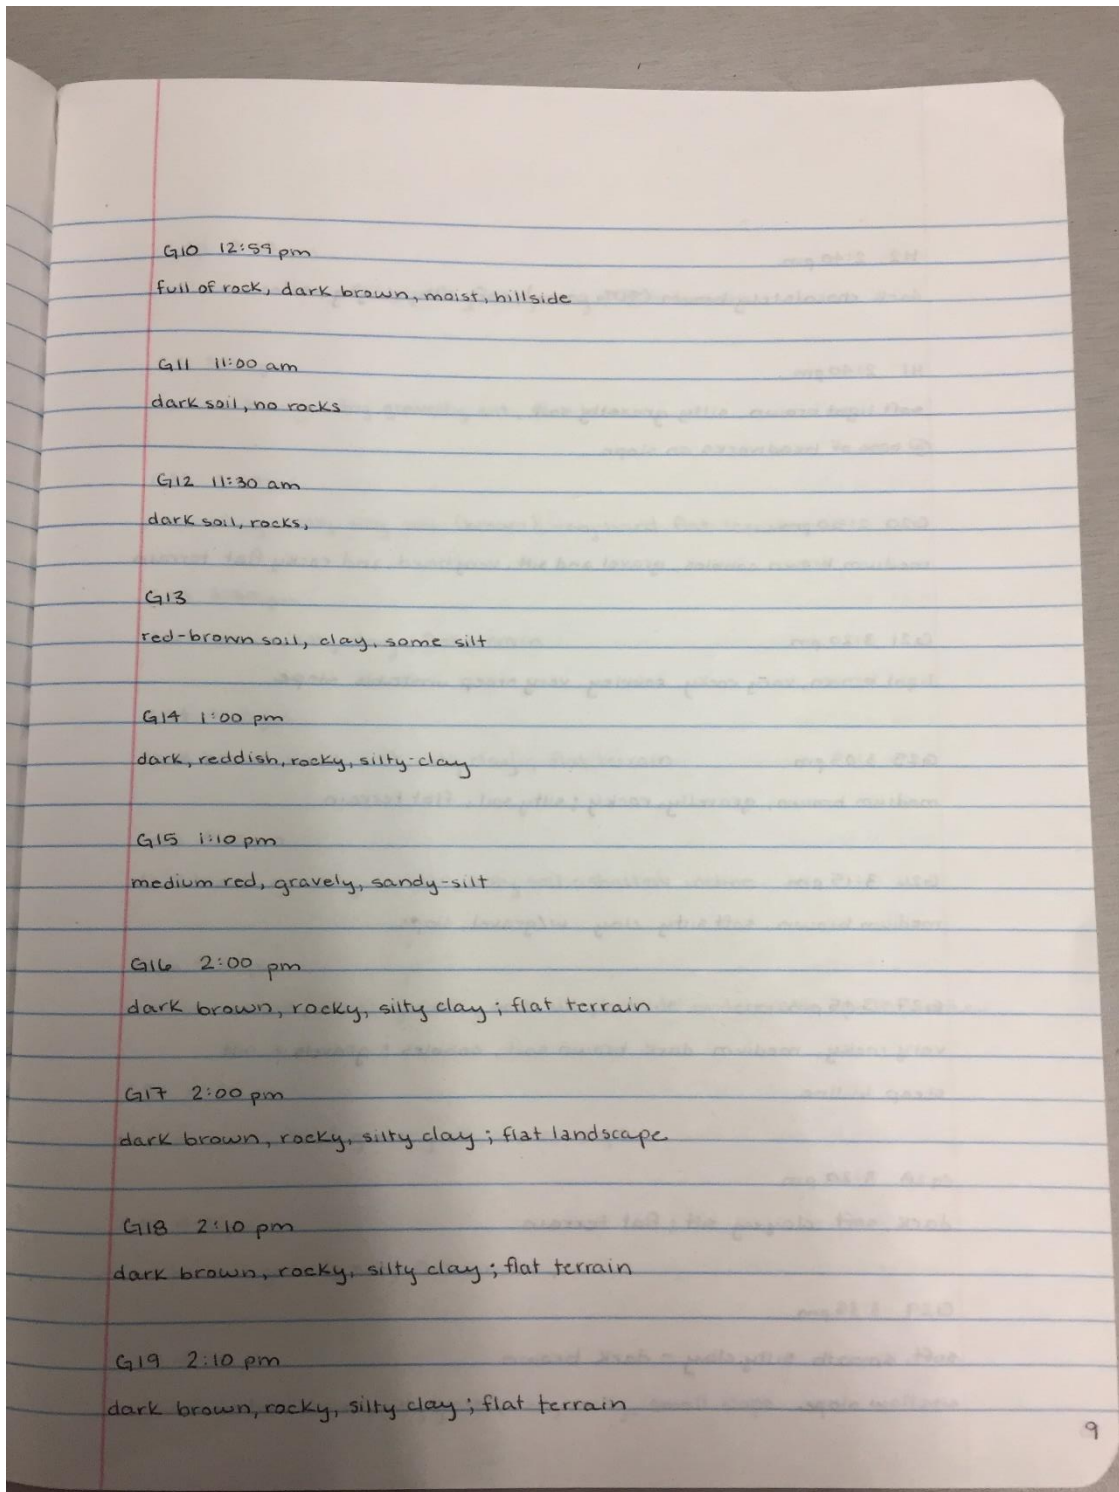 G10 12:59 pm
full of rock, dark brown, moist, hillside
G11 11:00 am
dark soil, no rocks
G12 11:30 am
dark soil, rocks,
G13
red-brown soil, clay, some silt
G14 1:00 pm
dark, reddish, rocky, silty-clay
G15 1:10 pm
medium red, gravely, sandy-silt
G16 2:00 pm
dark brown, rocky, silty clay; flat terrain
G17 2:00 pm
dark brown, rocky, silty clay; flat landscape
G18 2:10 pm
dark brown, rocky, silty clay; flat terrain
G19 2:10 pm
dark brown, rocky, silty clay; flat terrain
9